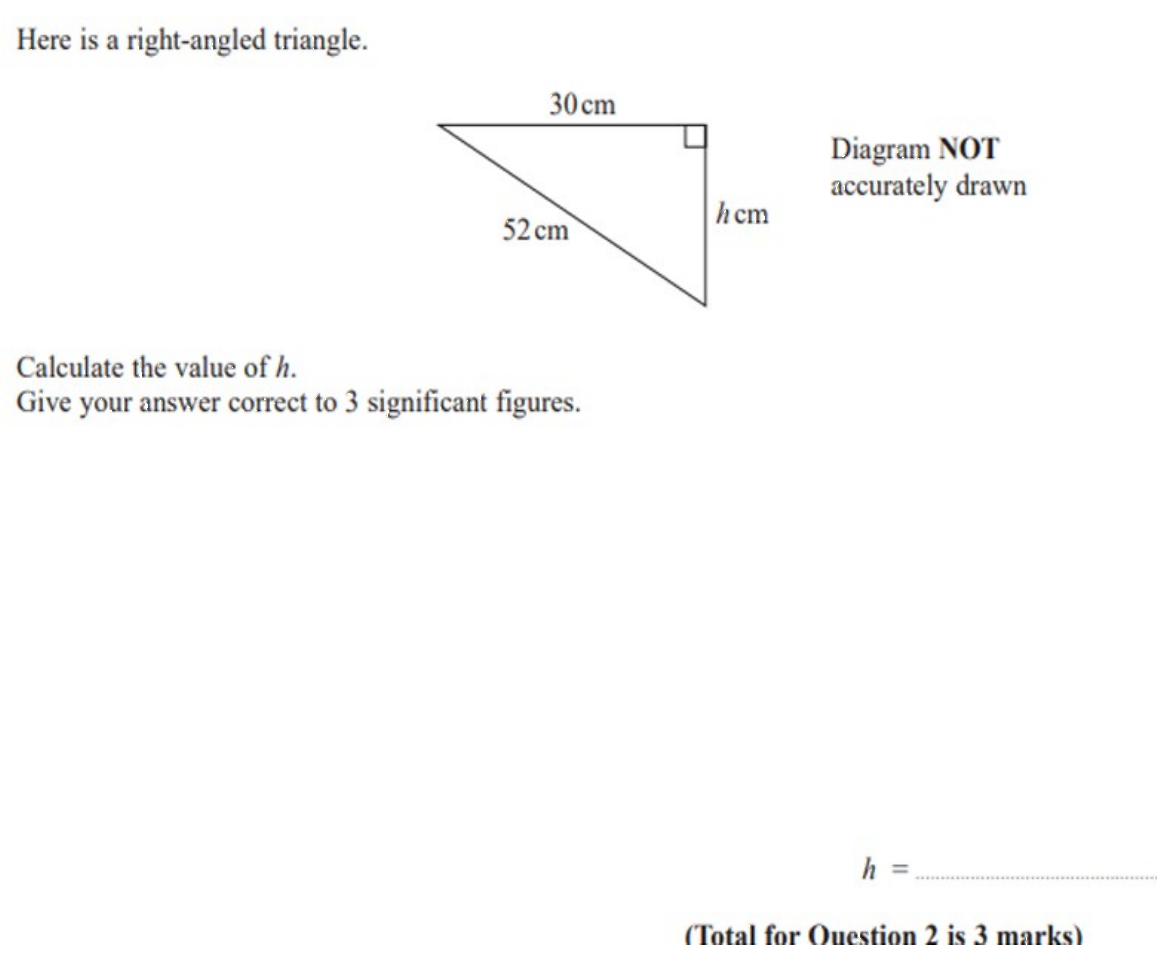 Here is a right-angled triangle.
30 cm
Diagram NOT
accurately drawn
h cm
52 cm
Calculate the value of h.
Give your answer correct to 3 significant figures.
h =
(Total for Question 2 is 3 marks)